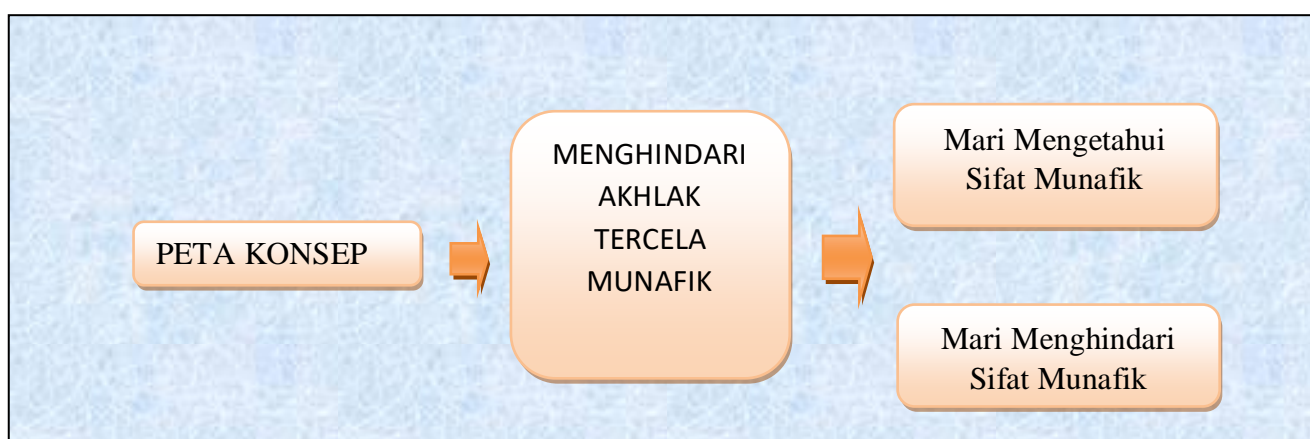 PETA KONSEP
MENGHINDARI
AKHLAK
TERCELA
MUNAFIK
Mari Mengetahui
Sifat Munafik
Mari Menghindari
Sifat Munafik